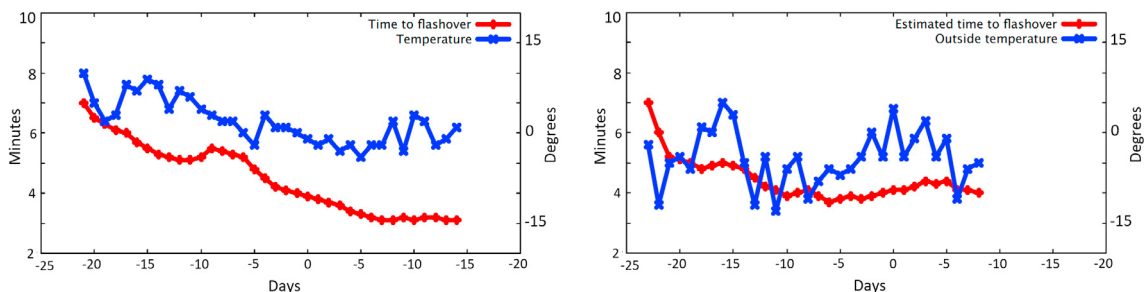 10
8
6
4
2
Minutes
Time to flashover
Temperature
15
0
-15
Degrees
-25 -20 -15 -10 -5 0 -5 -10 -15 -20
Days
10
8
6
4
2
Minutes
Estimated time to flashover
Outside temperature
15
0
-15
Degrees
-25 -20 -15 -10 -5 0 -5 -10 -15 -20
Days